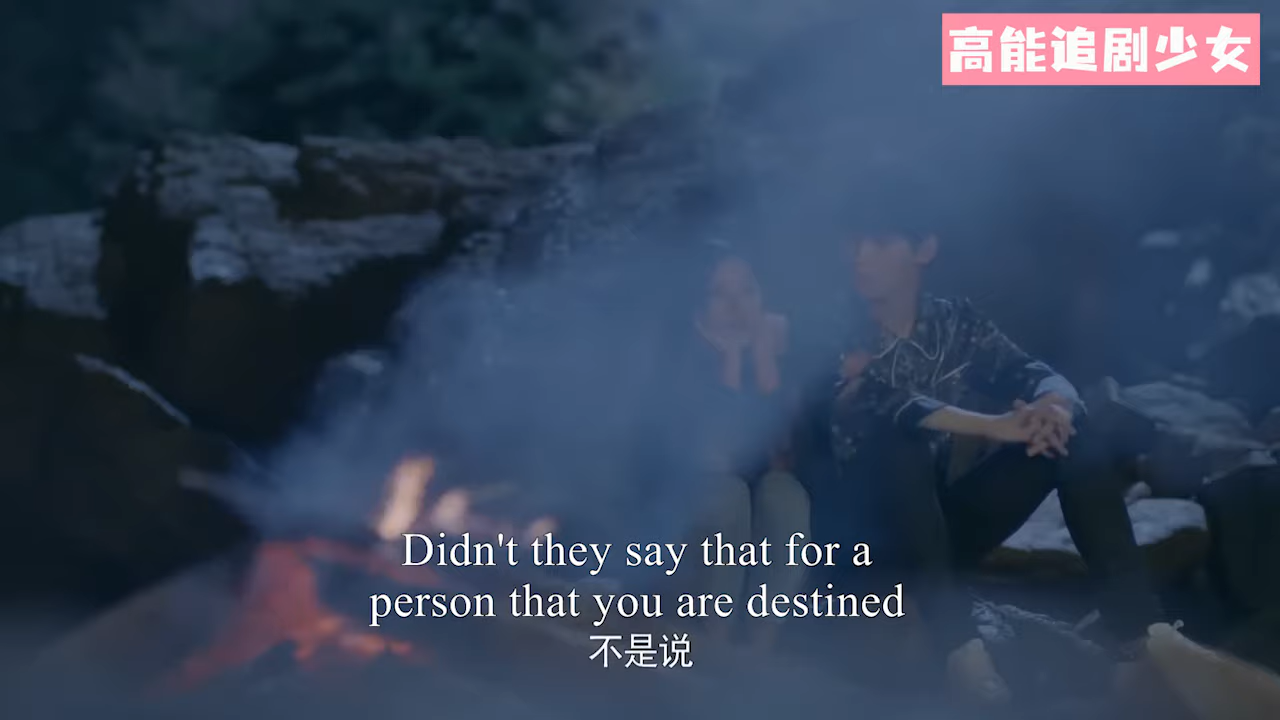 高能追剧少女
Didn't they say that for a
person that you are destined
不是说